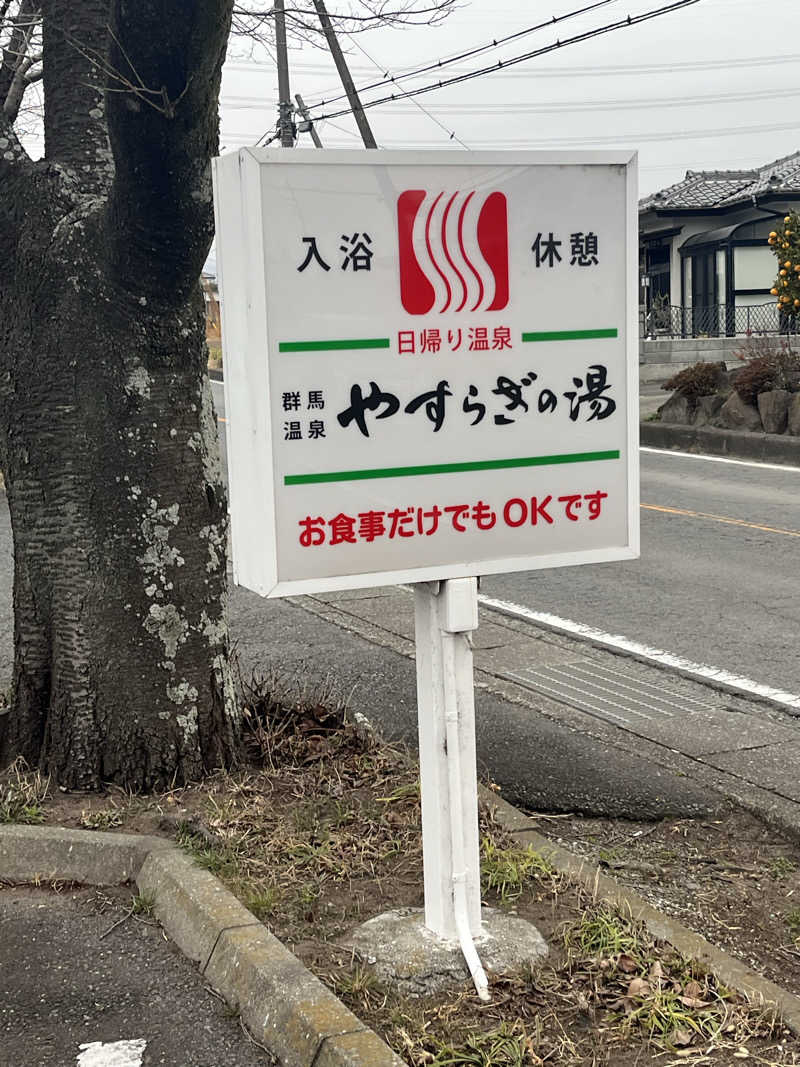 入浴 休憩
日帰り温泉
群馬温泉 やすらぎの湯
お食事だけでもOKです